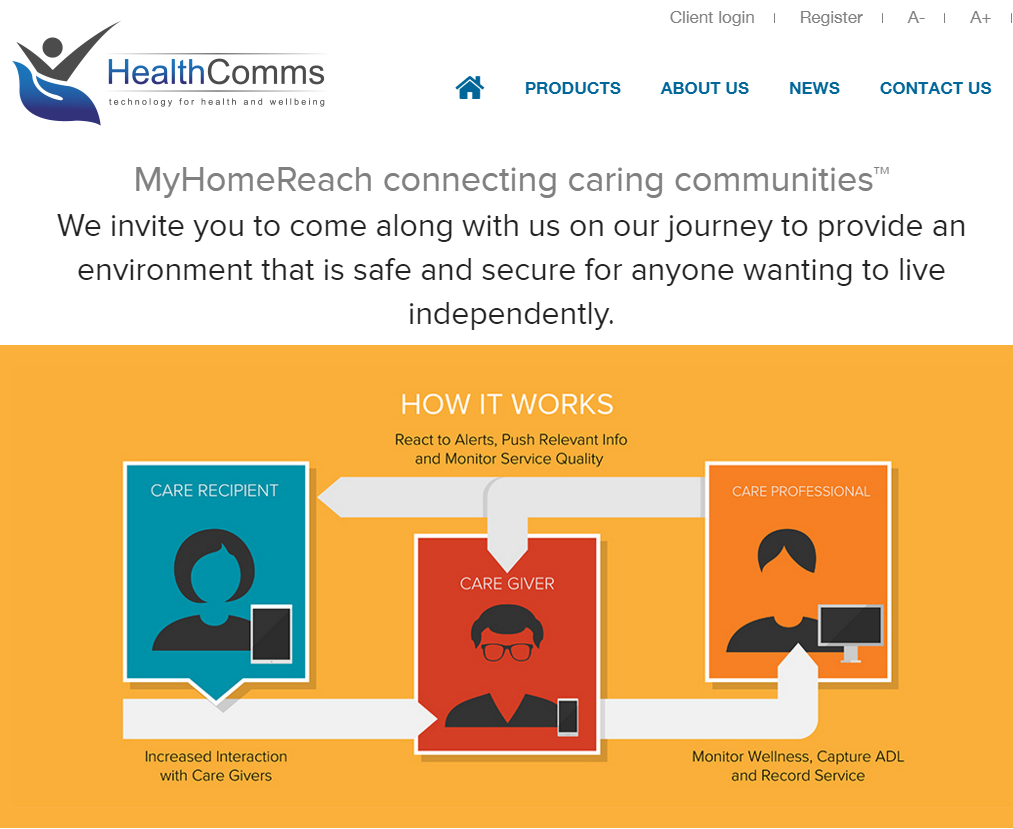 Client login | Register | A- | A+ |
HealthComms
technology for health and wellbeing
PRODUCTS ABOUT US NEWS CONTACT US
MyHomeReach connecting caring communities™
We invite you to come along with us on our journey to provide an
environment that is safe and secure for anyone wanting to live
independently.
HOW IT WORKS
React to Alerts, Push Relevant Info
and Monitor Service Quality
CARE RECIPIENT
CARE PROFESSIONAL
CARE GIVER
Increased Interaction
with Care Givers
Monitor Wellness, Capture ADL
and Record Service